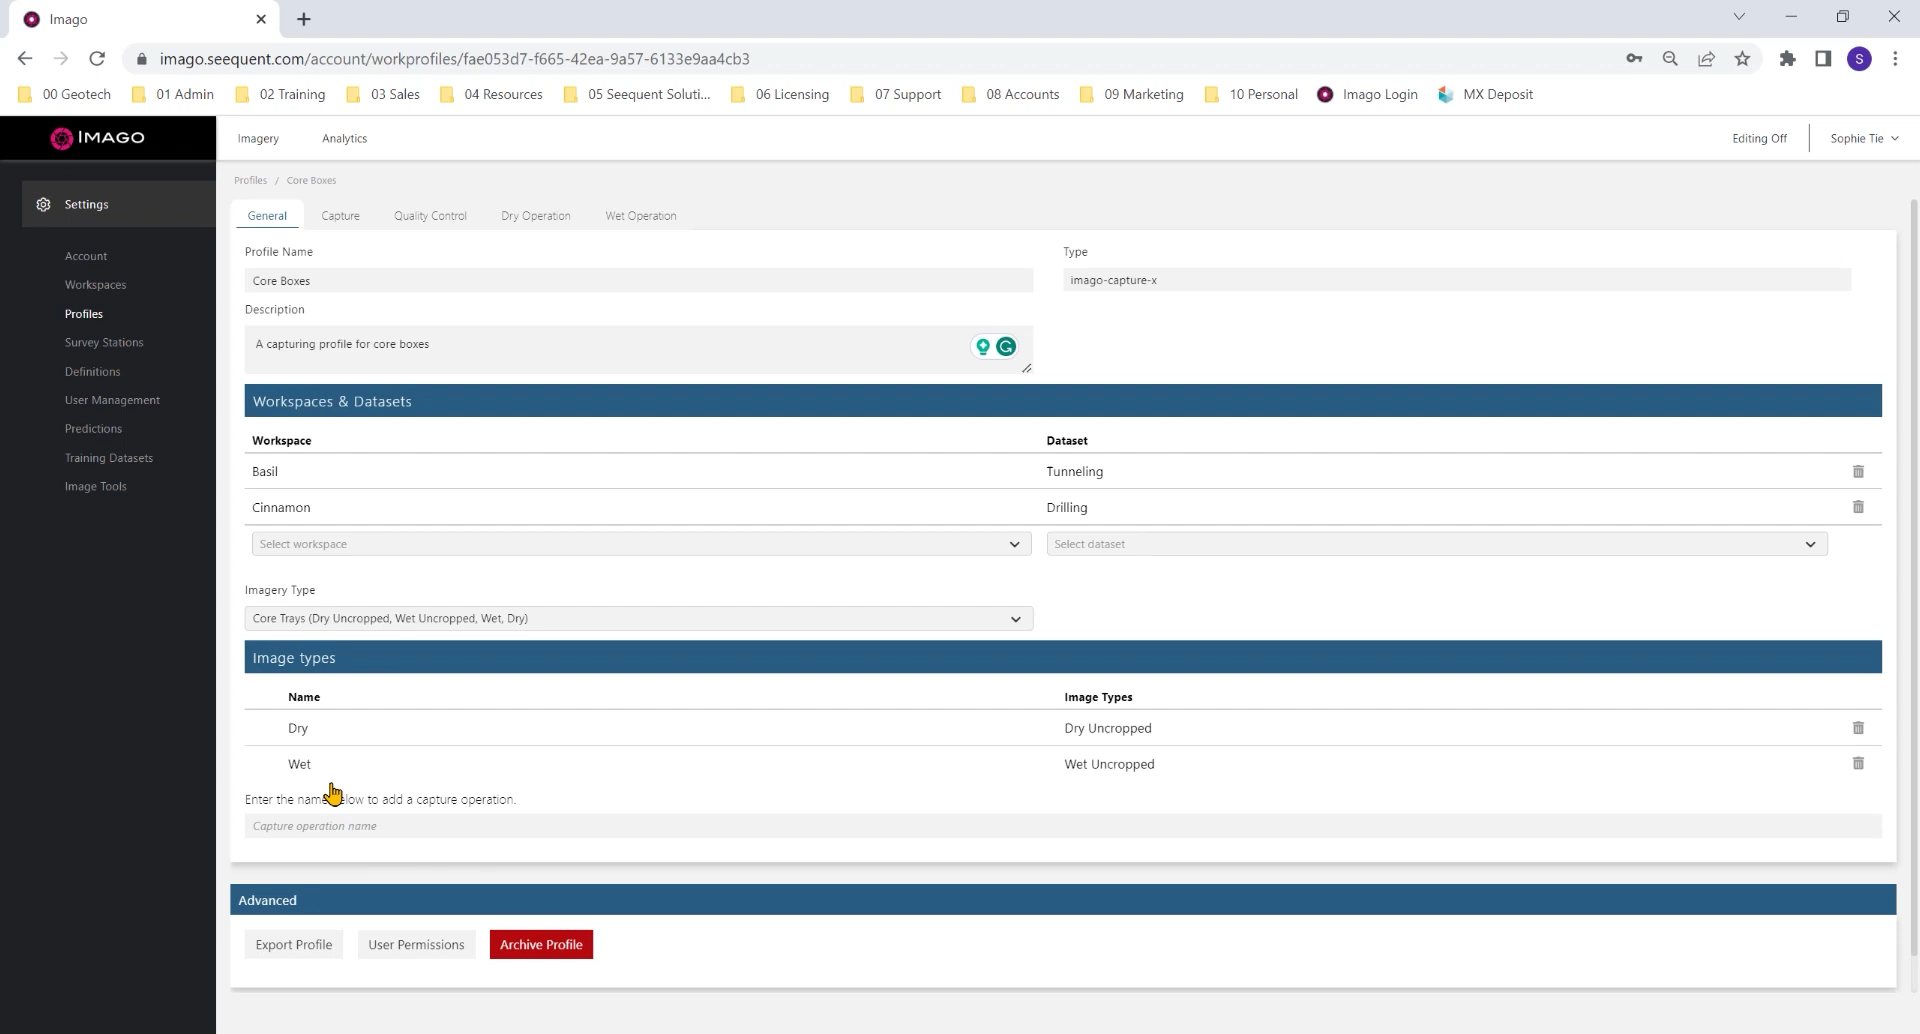 Imago
imago.seequent.com/account/workprofiles/fae053d7-f665-42ea-9a57-6133e9aa4cb3
S
00 Geotech
01 Admin
02 Training
03 Sales
04 Resources
05 Seequent Soluti...
06 Licensing
07 Support
08 Accounts
09 Marketing
10 Personal
Imago Login
MX Deposit
IMAGO
Imagery
Analytics
Editing Off
Sophie Tie
Settings
Account
Workspaces
Profiles
Survey Stations
Definitions
User Management
Predictions
Training Datasets
Image Tools
Profiles / Core Boxes
General
Capture
Quality Control
Dry Operation
Wet Operation
Profile Name
Type
Core Boxes
imago-capture-x
Description
A capturing profile for core boxes
Workspaces & Datasets
Workspace
Dataset
Basil
Tunneling
Cinnamon
Drilling
Select workspace
Select dataset
Imagery Type
Core Trays (Dry Uncropped, Wet Uncropped, Wet, Dry)
Image types
Name
Image Types
Dry
Dry Uncropped
Wet
Wet Uncropped
Enter the name below to add a capture operation.
Capture operation name
Advanced
Export Profile
User Permissions
Archive Profile